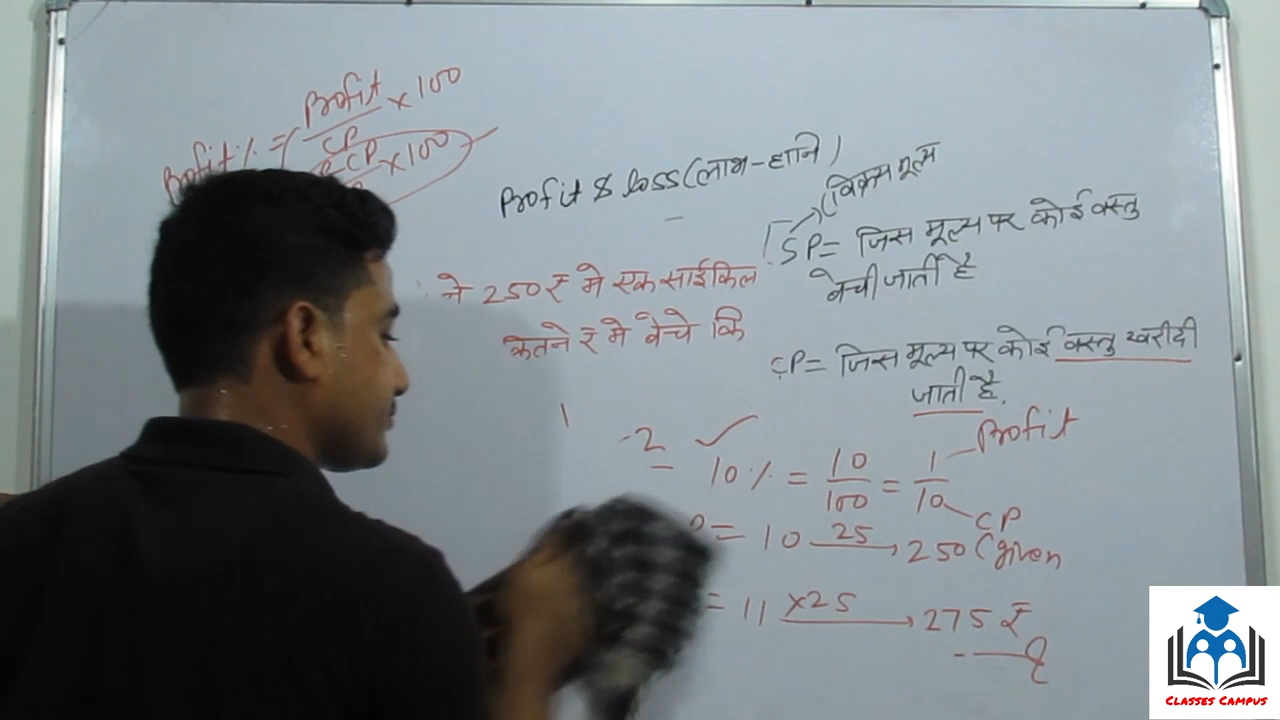 Profit % = Profit/CP × 100
CP × 100
Profit & loss (लाभ-हानि)
(विक्रय मूल्य
SP = जिस मूल्य पर कोई वस्तु
बेची जाती है
ने 250₹ मे एक साईकिल
कितने ₹ मे बेचे कि
CP = जिस मूल्य पर कोई वस्तु खरीदी
जाती है.
2
10% = 10/100 = 1/10
Profit
CP
= 10 25 → 250 (given
= 11 ×25 → 275 ₹
CLASSES CAMPUS